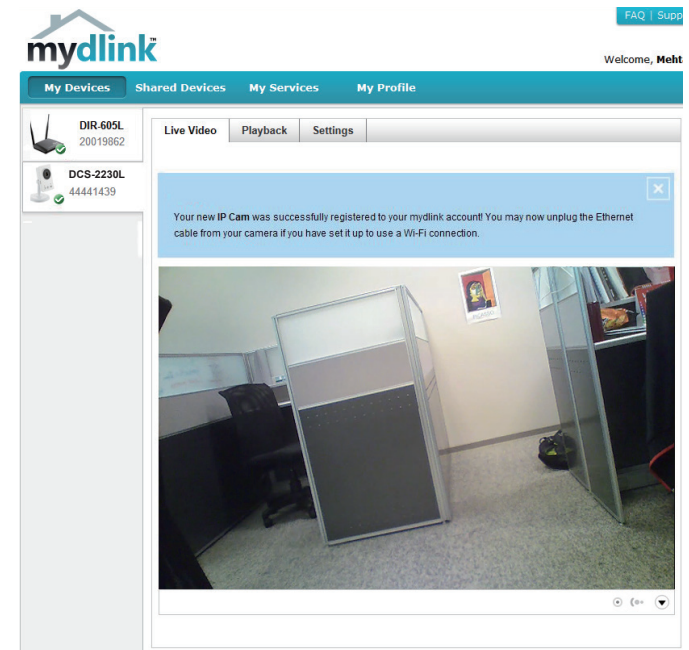 FAQ | Supp
mydlink
Welcome, Meht
My Devices Shared Devices My Services My Profile
DIR-605L
20019862
DCS-2230L
44441439
Live Video Playback Settings
Your new IP Cam was successfully registered to your mydlink account! You may now unplug the Ethernet
cable from your camera if you have set it up to use a Wi-Fi connection.
PICASSO